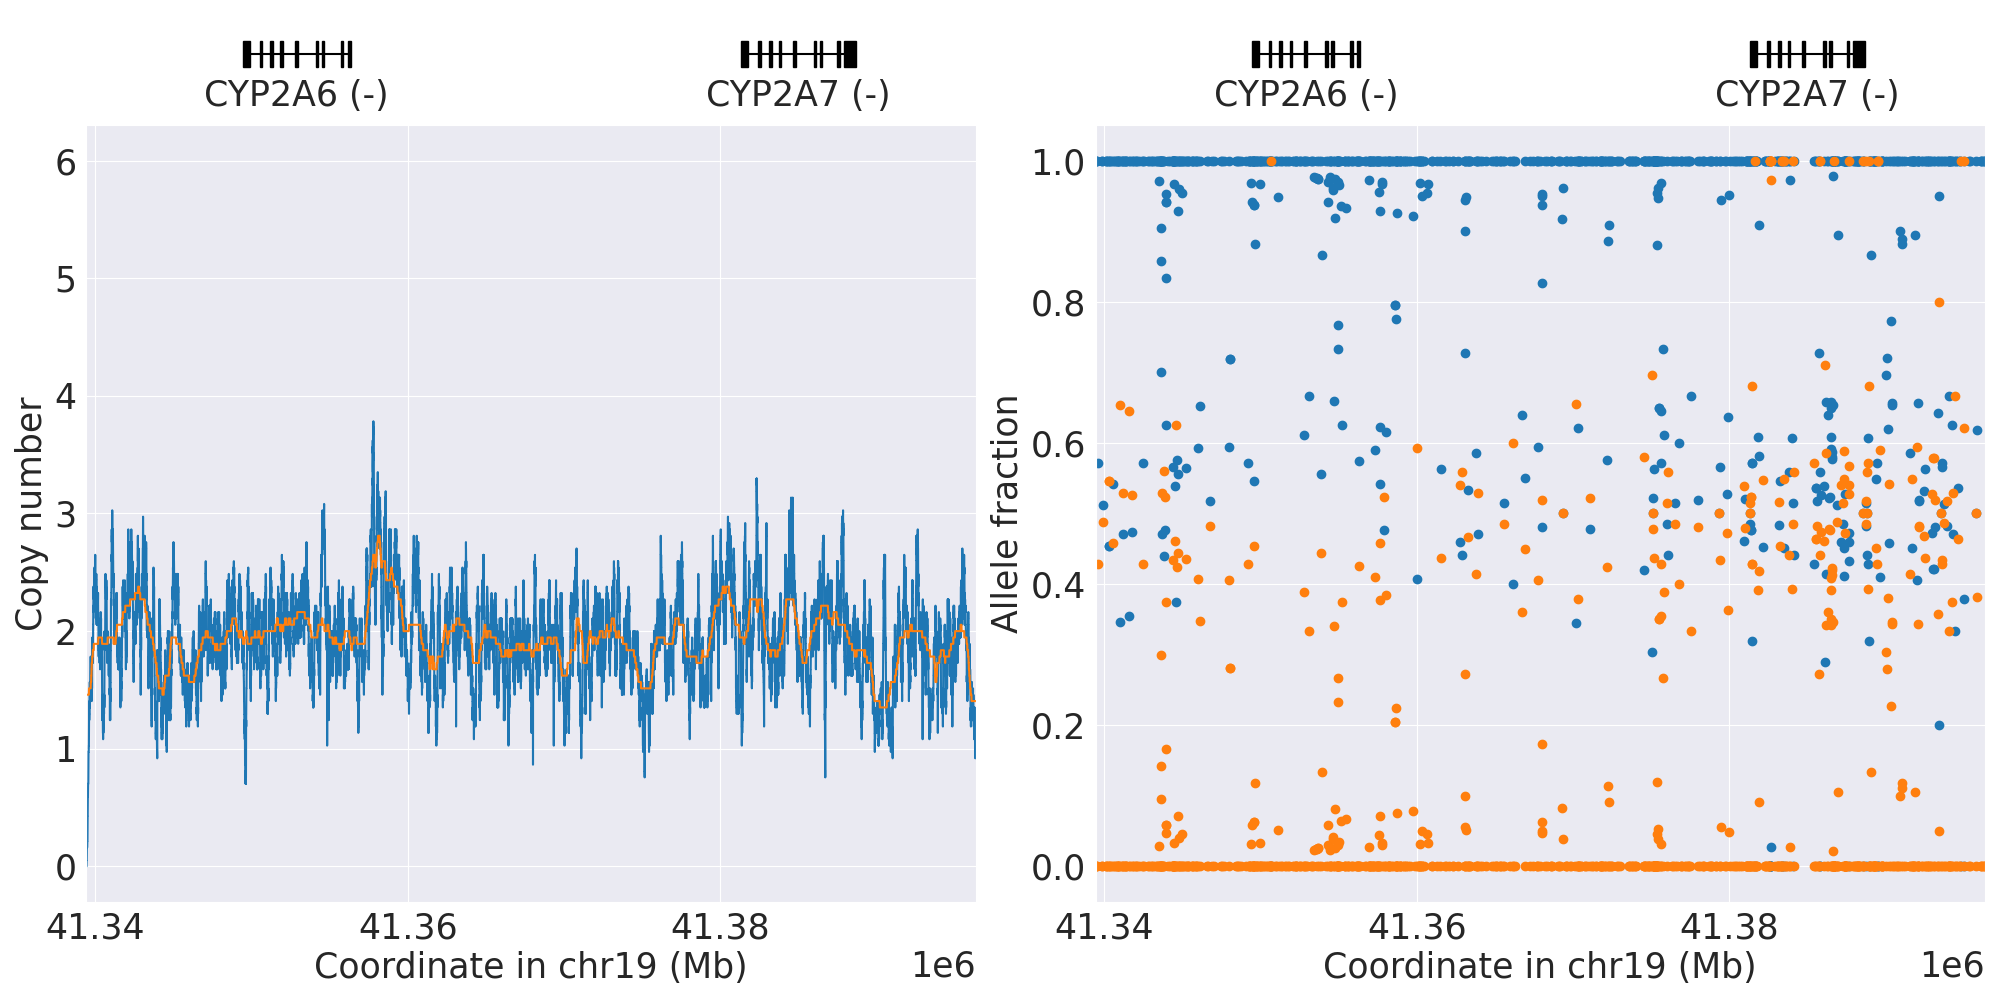 CYP2A6 (-)
CYP2A7 (-)
CYP2A6 (-)
CYP2A7 (-)
6
5
4
3
2
1
0
Copy number
41.34
41.36
41.38
Coordinate in chr19 (Mb)
1e6
1.0
0.8
0.6
0.4
0.2
0.0
Allele fraction
41.34
41.36
41.38
Coordinate in chr19 (Mb)
1e6